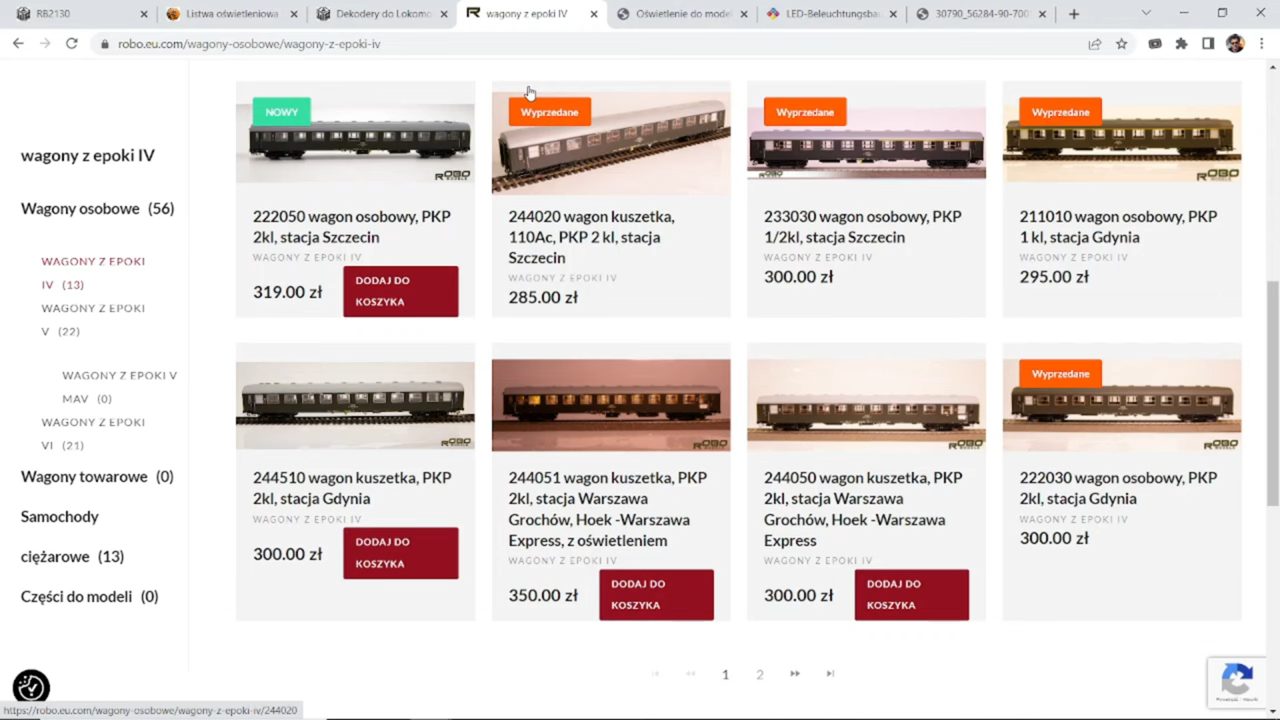 RB2130
Listwa oświetleniowa
Dekodery do Lokomo
wagony z epoki IV
Oświetlenie do model
LED-Beleuchtungsba
30790_56284-90-700
robo.eu.com/wagony-osobowe/wagony-z-epoki-iv
wagony z epoki IV
Wagony osobowe (56)
WAGONY Z EPOKI
IV (13)
WAGONY Z EPOKI
V (22)
WAGONY Z EPOKI V
MAV (0)
WAGONY Z EPOKI
VI (21)
Wagony towarowe (0)
Samochody
ciężarowe (13)
Części do modeli (0)
NOWY
ROBO
222050 wagon osobowy, PKP
2kl, stacja Szczecin
WAGONY Z EPOKI IV
319.00 zł
DODAJ DO
KOSZYKA
Wyprzedane
244020 wagon kuszetka,
110Ac, PKP 2 kl, stacja
Szczecin
WAGONY Z EPOKI IV
285.00 zł
Wyprzedane
ROBO
233030 wagon osobowy, PKP
1/2kl, stacja Szczecin
WAGONY Z EPOKI IV
300.00 zł
Wyprzedane
ROBO
211010 wagon osobowy, PKP
1 kl, stacja Gdynia
WAGONY Z EPOKI IV
295.00 zł
ROBO
244510 wagon kuszetka, PKP
2kl, stacja Gdynia
WAGONY Z EPOKI IV
300.00 zł
DODAJ DO
KOSZYKA
ROBO
244051 wagon kuszetka, PKP
2kl, stacja Warszawa
Grochów, Hoek -Warszawa
Express, z oświetleniem
WAGONY Z EPOKI IV
350.00 zł
DODAJ DO
KOSZYKA
ROBO
244050 wagon kuszetka, PKP
2kl, stacja Warszawa
Grochów, Hoek -Warszawa
Express
WAGONY Z EPOKI IV
300.00 zł
DODAJ DO
KOSZYKA
Wyprzedane
ROBO
222030 wagon osobowy, PKP
2kl, stacja Gdynia
WAGONY Z EPOKI IV
300.00 zł
1 2
https://robo.eu.com/wagony-osobowe/wagony-z-epoki-iv/244020